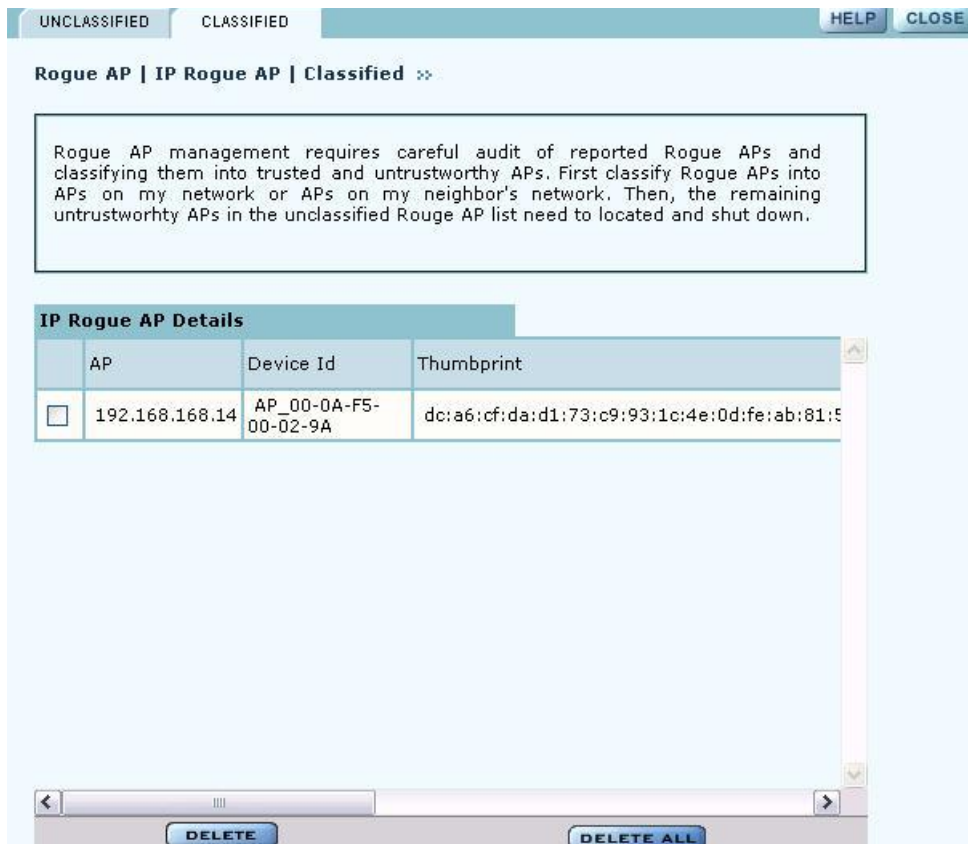 UNCLASSIFIED CLASSIFIED HELP CLOSE
Rogue AP | IP Rogue AP | Classified >>
Rogue AP management requires careful audit of reported Rogue APs and
classifying them into trusted and untrustworthy APs. First classify Rogue APs into
APs on my network or APs on my neighbor's network. Then, the remaining
untrustworhty APs in the unclassified Rouge AP list need to located and shut down.
IP Rogue AP Details
AP Device Id Thumbprint
192.168.168.14 AP_00-0A-F5-
00-02-9A dc:a6:cf:da:d1:73:c9:93:1c:4e:0d:fe:ab:81:5
DELETE DELETE ALL